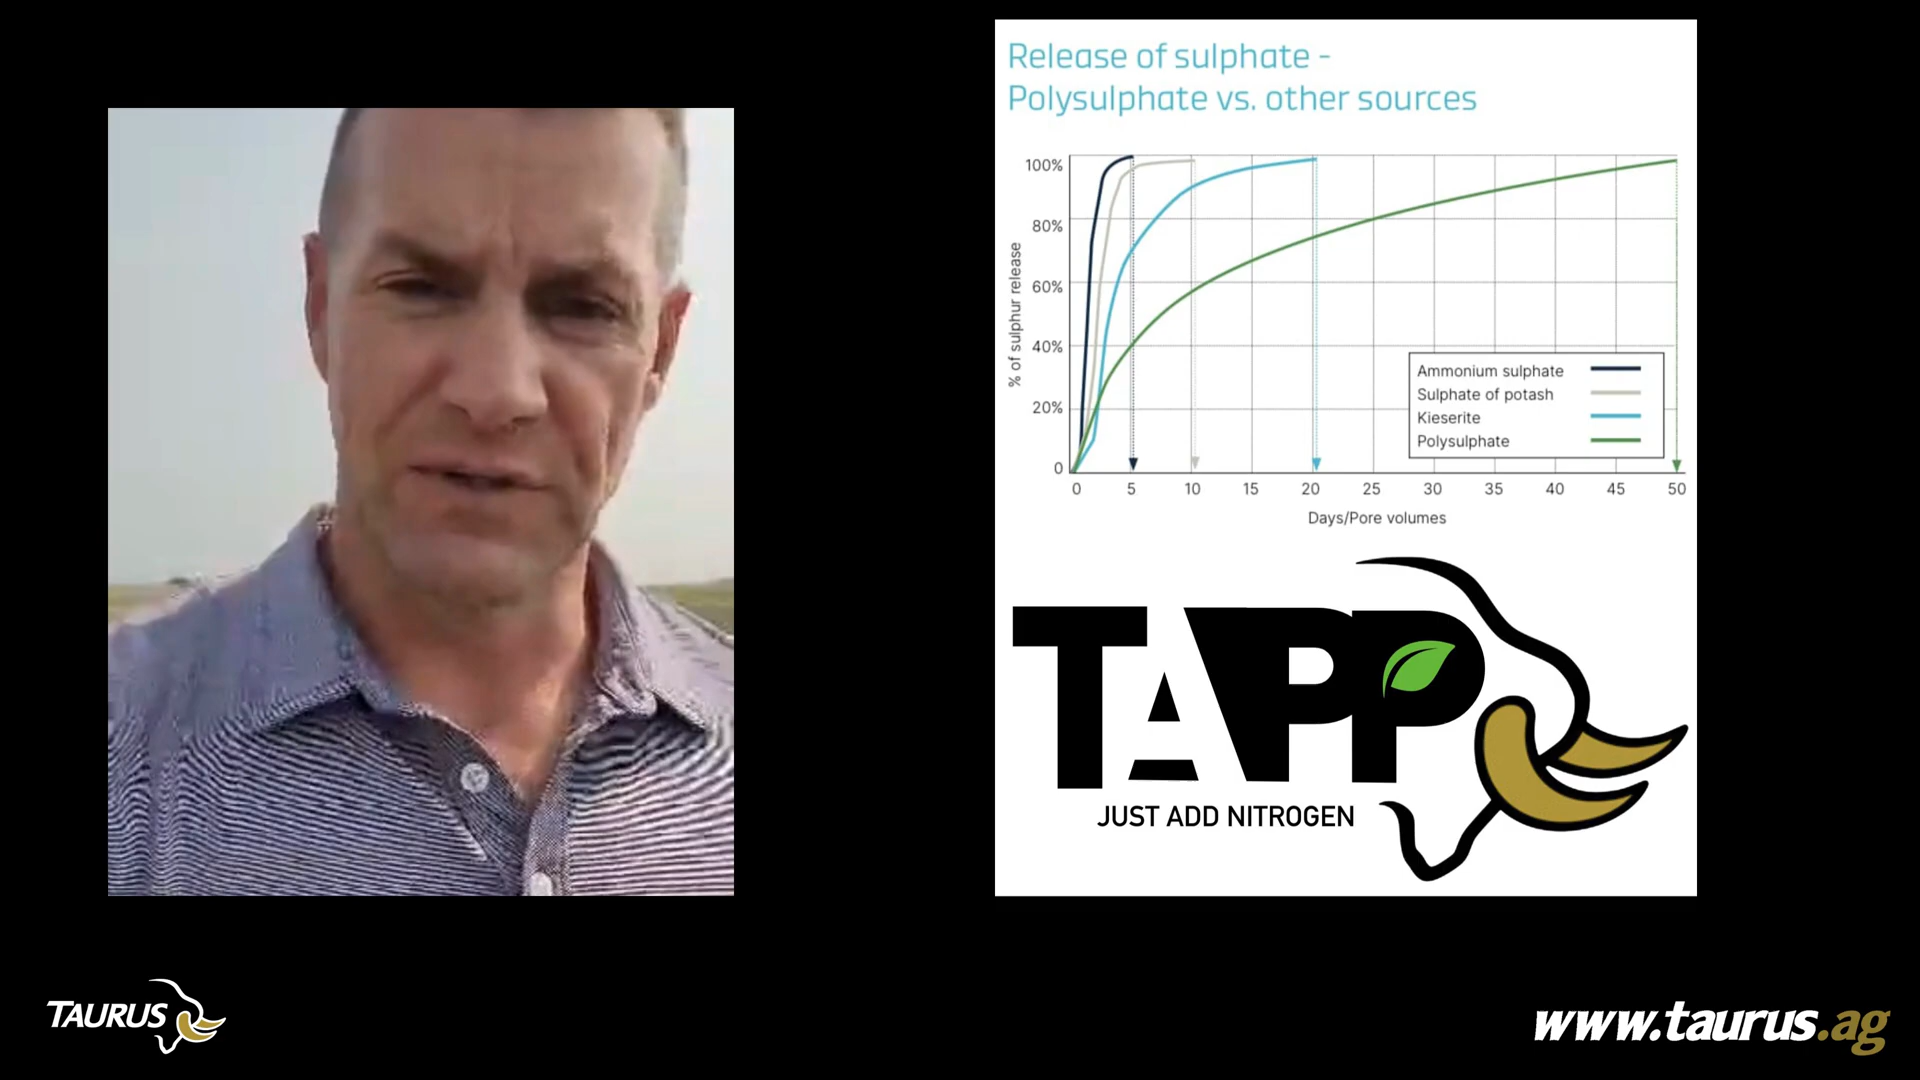 Release of sulphate -
Polysulphate vs. other sources
% of sulphur release
100%
80%
60%
40%
20%
0
0 5 10 15 20 25 30 35 40 45 50
Days/Pore volumes
Ammonium sulphate
Sulphate of potash
Kieserite
Polysulphate
TAPP
JUST ADD NITROGEN
TAURUS
www.taurus.ag